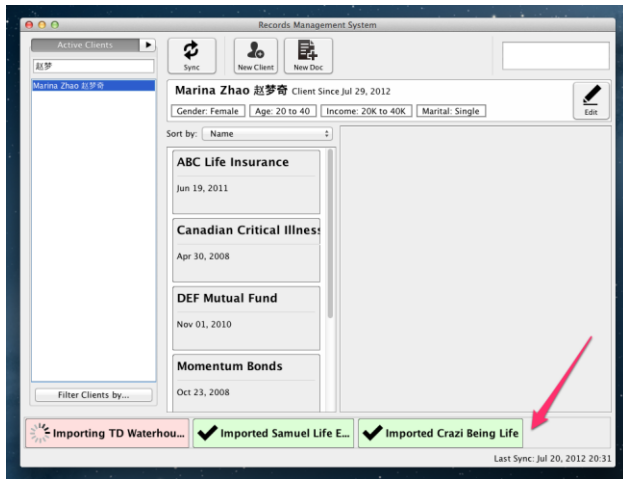 Records Management System
Active Clients
赵梦
Marina Zhao 赵梦奇
Filter Clients by...
Sync
New Client
New Doc
Marina Zhao 赵梦奇 Client Since Jul 29, 2012
Gender: Female Age: 20 to 40 Income: 20K to 40K Marital: Single
Edit
Sort by: Name
ABC Life Insurance
Jun 19, 2011
Canadian Critical Illness
Apr 30, 2008
DEF Mutual Fund
Nov 01, 2010
Momentum Bonds
Oct 23, 2008
Importing TD Waterhou... Imported Samuel Life E... Imported Crazi Being Life
Last Sync: Jul 20, 2012 20:31